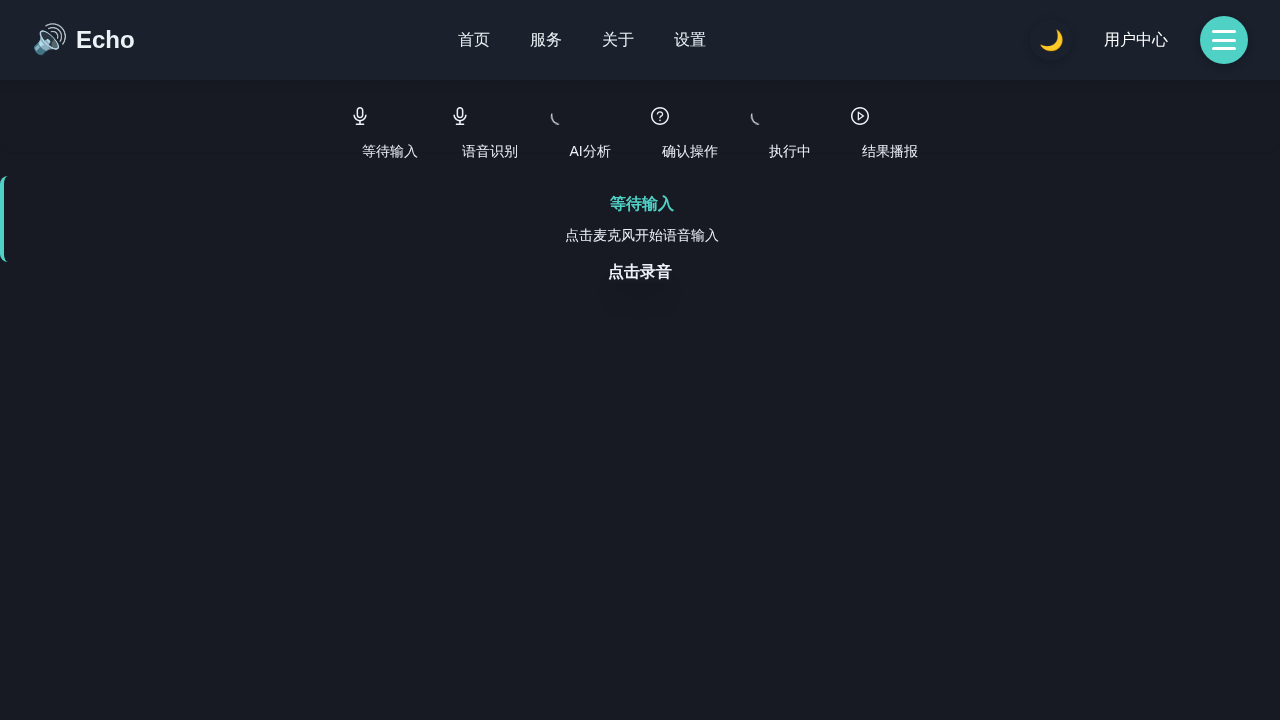 Echo
首页 服务 关于 设置
用户中心
等待输入 语音识别 AI分析 确认操作 执行中 结果播报
等待输入
点击麦克风开始语音输入
点击录音